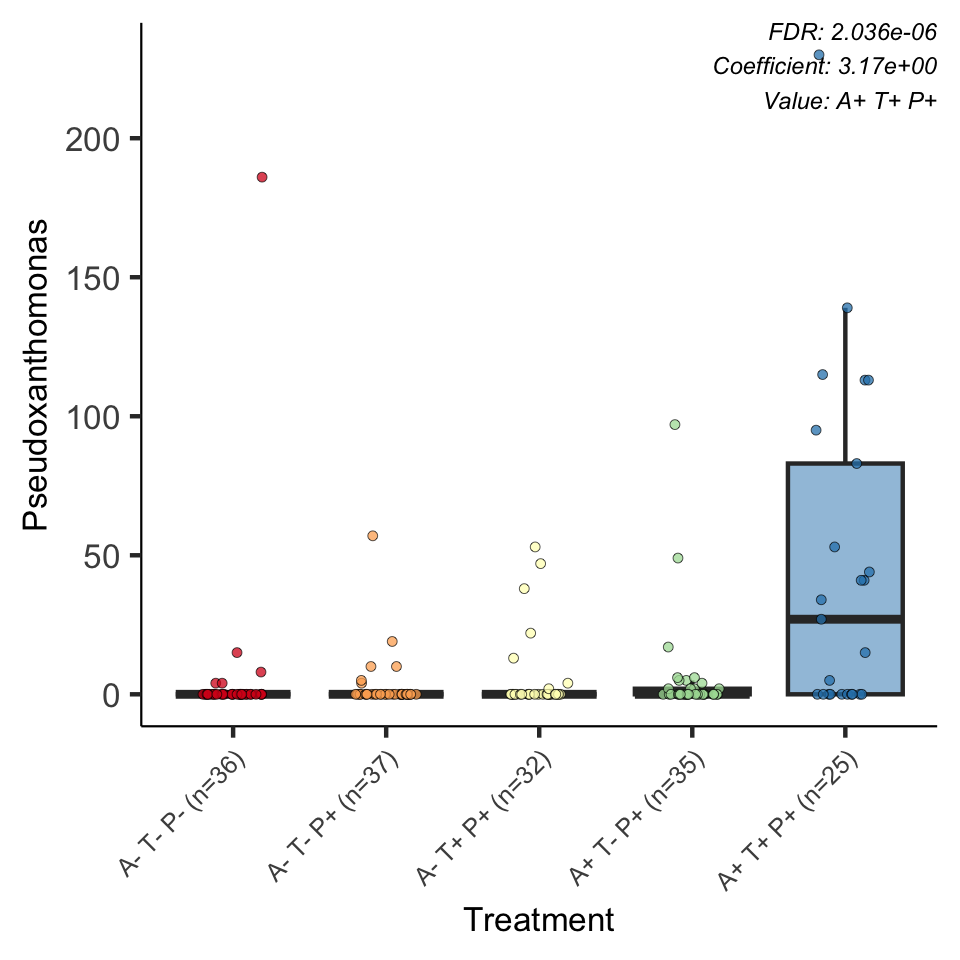 FDR: 2.036e-06
Coefficient: 3.17e+00
Value: A+ T+ P+
Pseudoxanthomonas
200
150
100
50
0
A- T- P- (n=36)
A- T- P+ (n=37)
A- T+ P+ (n=32)
A+ T- P+ (n=35)
A+ T+ P+ (n=25)
Treatment